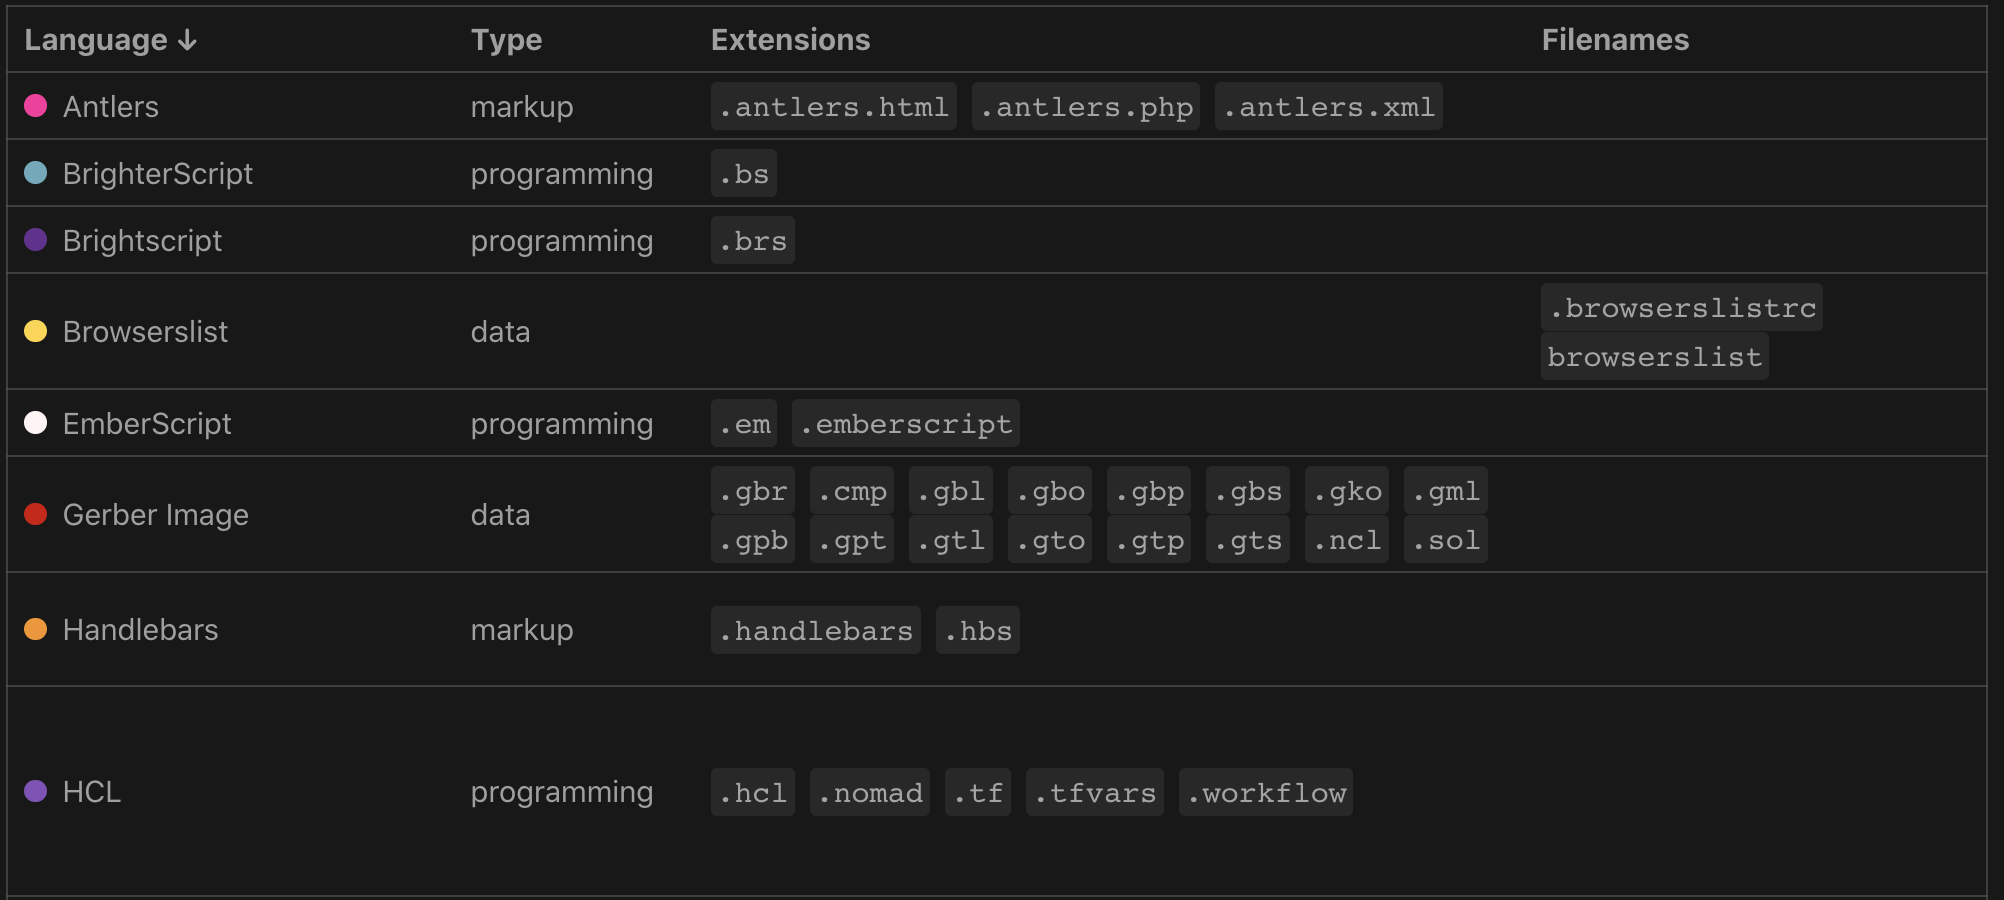 Language ↓ Type Extensions Filenames
Antlers markup .antlers.html .antlers.php .antlers.xml
BrighterScript programming .bs
Brightscript programming .brs
Browserslist data .browserslistrc
browserslist
EmberScript programming .em .emberscript
Gerber Image data .gbr .cmp .gbl .gbo .gbp .gbs .gko .gml
.gpb .gpt .gtl .gto .gtp .gts .ncl .sol
Handlebars markup .handlebars .hbs
HCL programming .hcl .nomad .tf .tfvars .workflow